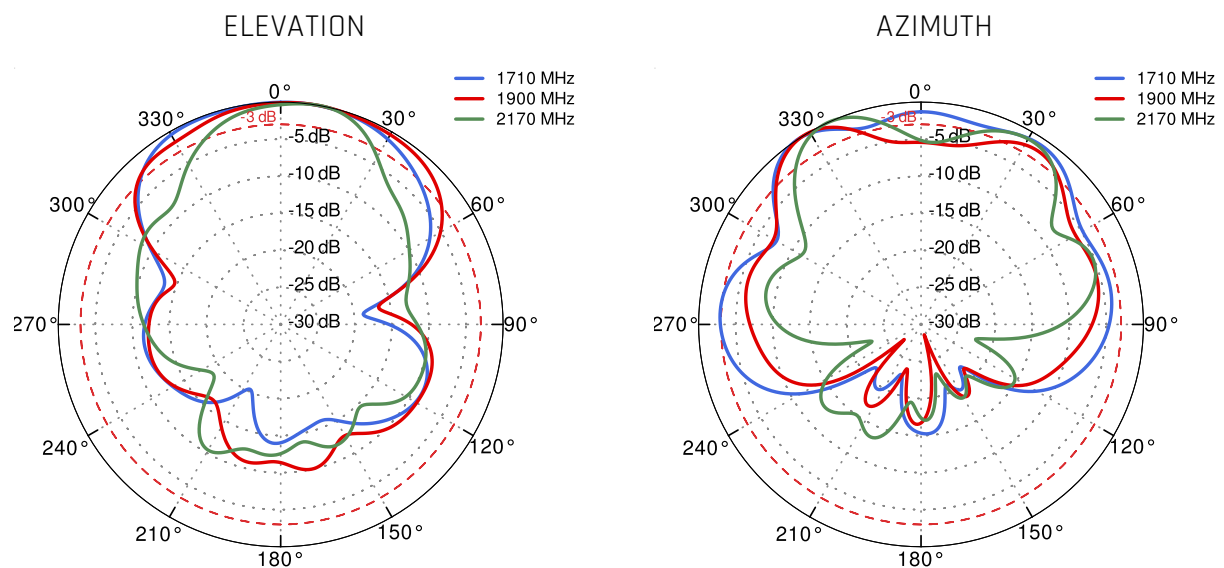 ELEVATION
1710 MHz
1900 MHz
2170 MHz
0°
330°
30°
-3 dB
-5 dB
-10 dB
300°
60°
-15 dB
-20 dB
-25 dB
270°
-30 dB
90°
240°
120°
210°
150°
180°
AZIMUTH
1710 MHz
1900 MHz
2170 MHz
0°
330°
30°
-3 dB
-5 dB
-10 dB
300°
60°
-15 dB
-20 dB
-25 dB
270°
-30 dB
90°
240°
120°
210°
150°
180°